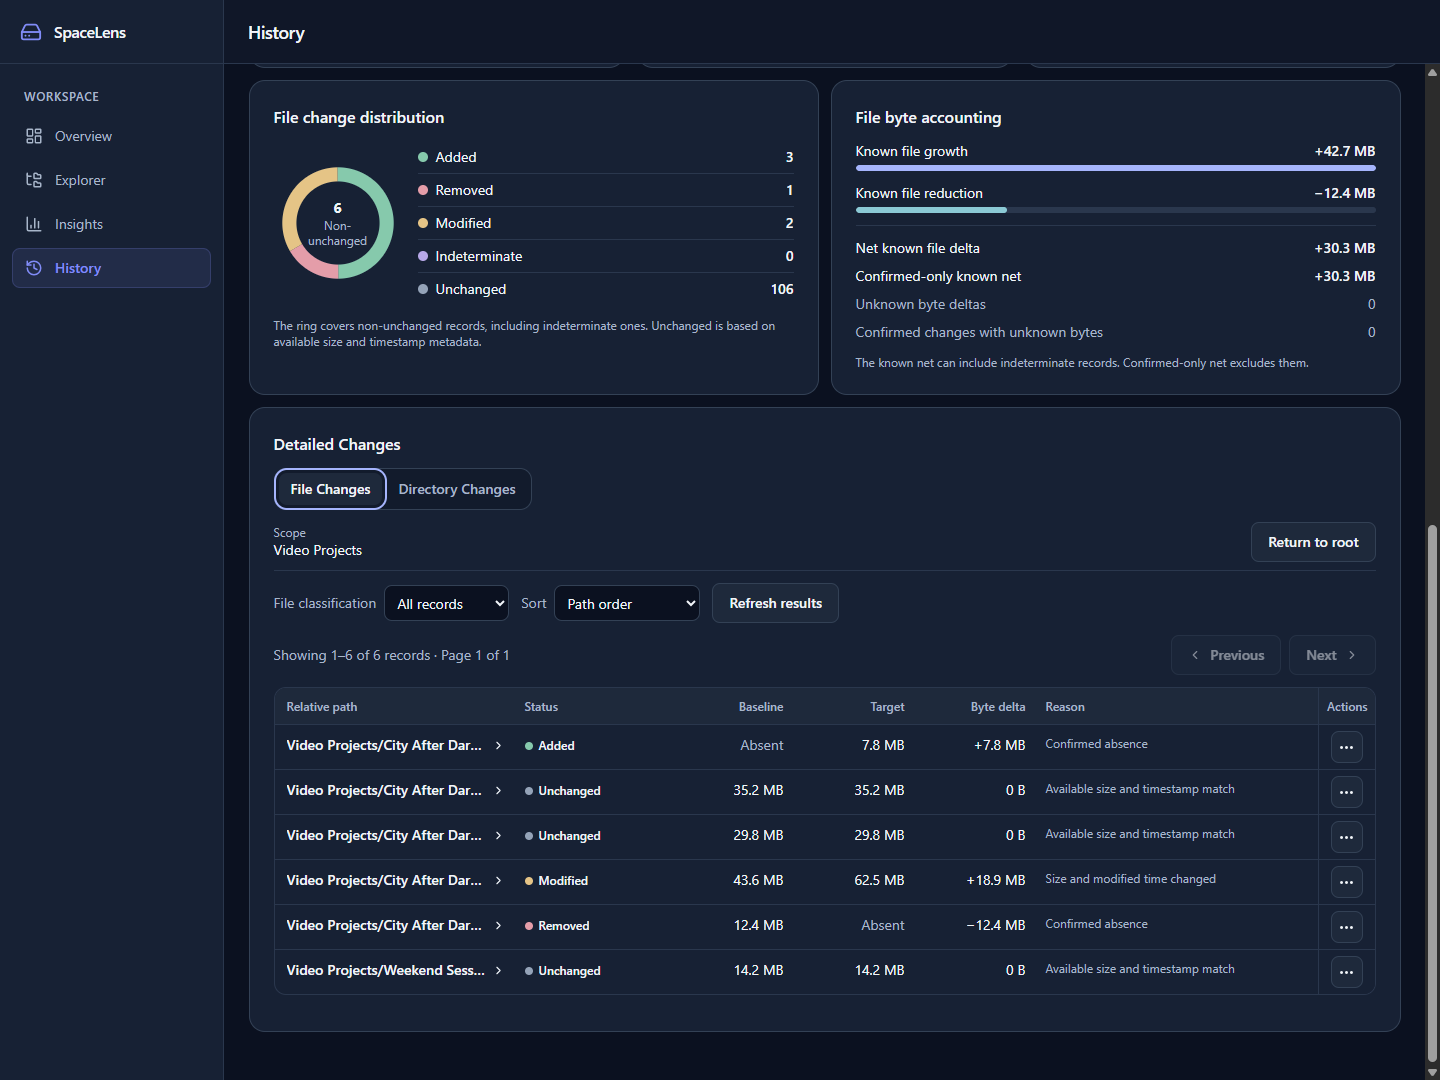 SpaceLens
History
WORKSPACE
Overview
Explorer
Insights
History
File change distribution
6
Non-
unchanged
Added 3
Removed 1
Modified 2
Indeterminate 0
Unchanged 106
The ring covers non-unchanged records, including indeterminate ones. Unchanged is based on
available size and timestamp metadata.
File byte accounting
Known file growth +42.7 MB
Known file reduction −12.4 MB
Net known file delta +30.3 MB
Confirmed-only known net +30.3 MB
Unknown byte deltas 0
Confirmed changes with unknown bytes 0
The known net can include indeterminate records. Confirmed-only net excludes them.
Detailed Changes
File Changes Directory Changes
Scope
Video Projects
Return to root
File classification All records Sort Path order Refresh results
Showing 1–6 of 6 records · Page 1 of 1
Previous Next
Relative path Status Baseline Target Byte delta Reason Actions
Video Projects/City After Dar... Added Absent 7.8 MB +7.8 MB Confirmed absence
Video Projects/City After Dar... Unchanged 35.2 MB 35.2 MB 0 B Available size and timestamp match
Video Projects/City After Dar... Unchanged 29.8 MB 29.8 MB 0 B Available size and timestamp match
Video Projects/City After Dar... Modified 43.6 MB 62.5 MB +18.9 MB Size and modified time changed
Video Projects/City After Dar... Removed 12.4 MB Absent −12.4 MB Confirmed absence
Video Projects/Weekend Sess... Unchanged 14.2 MB 14.2 MB 0 B Available size and timestamp match